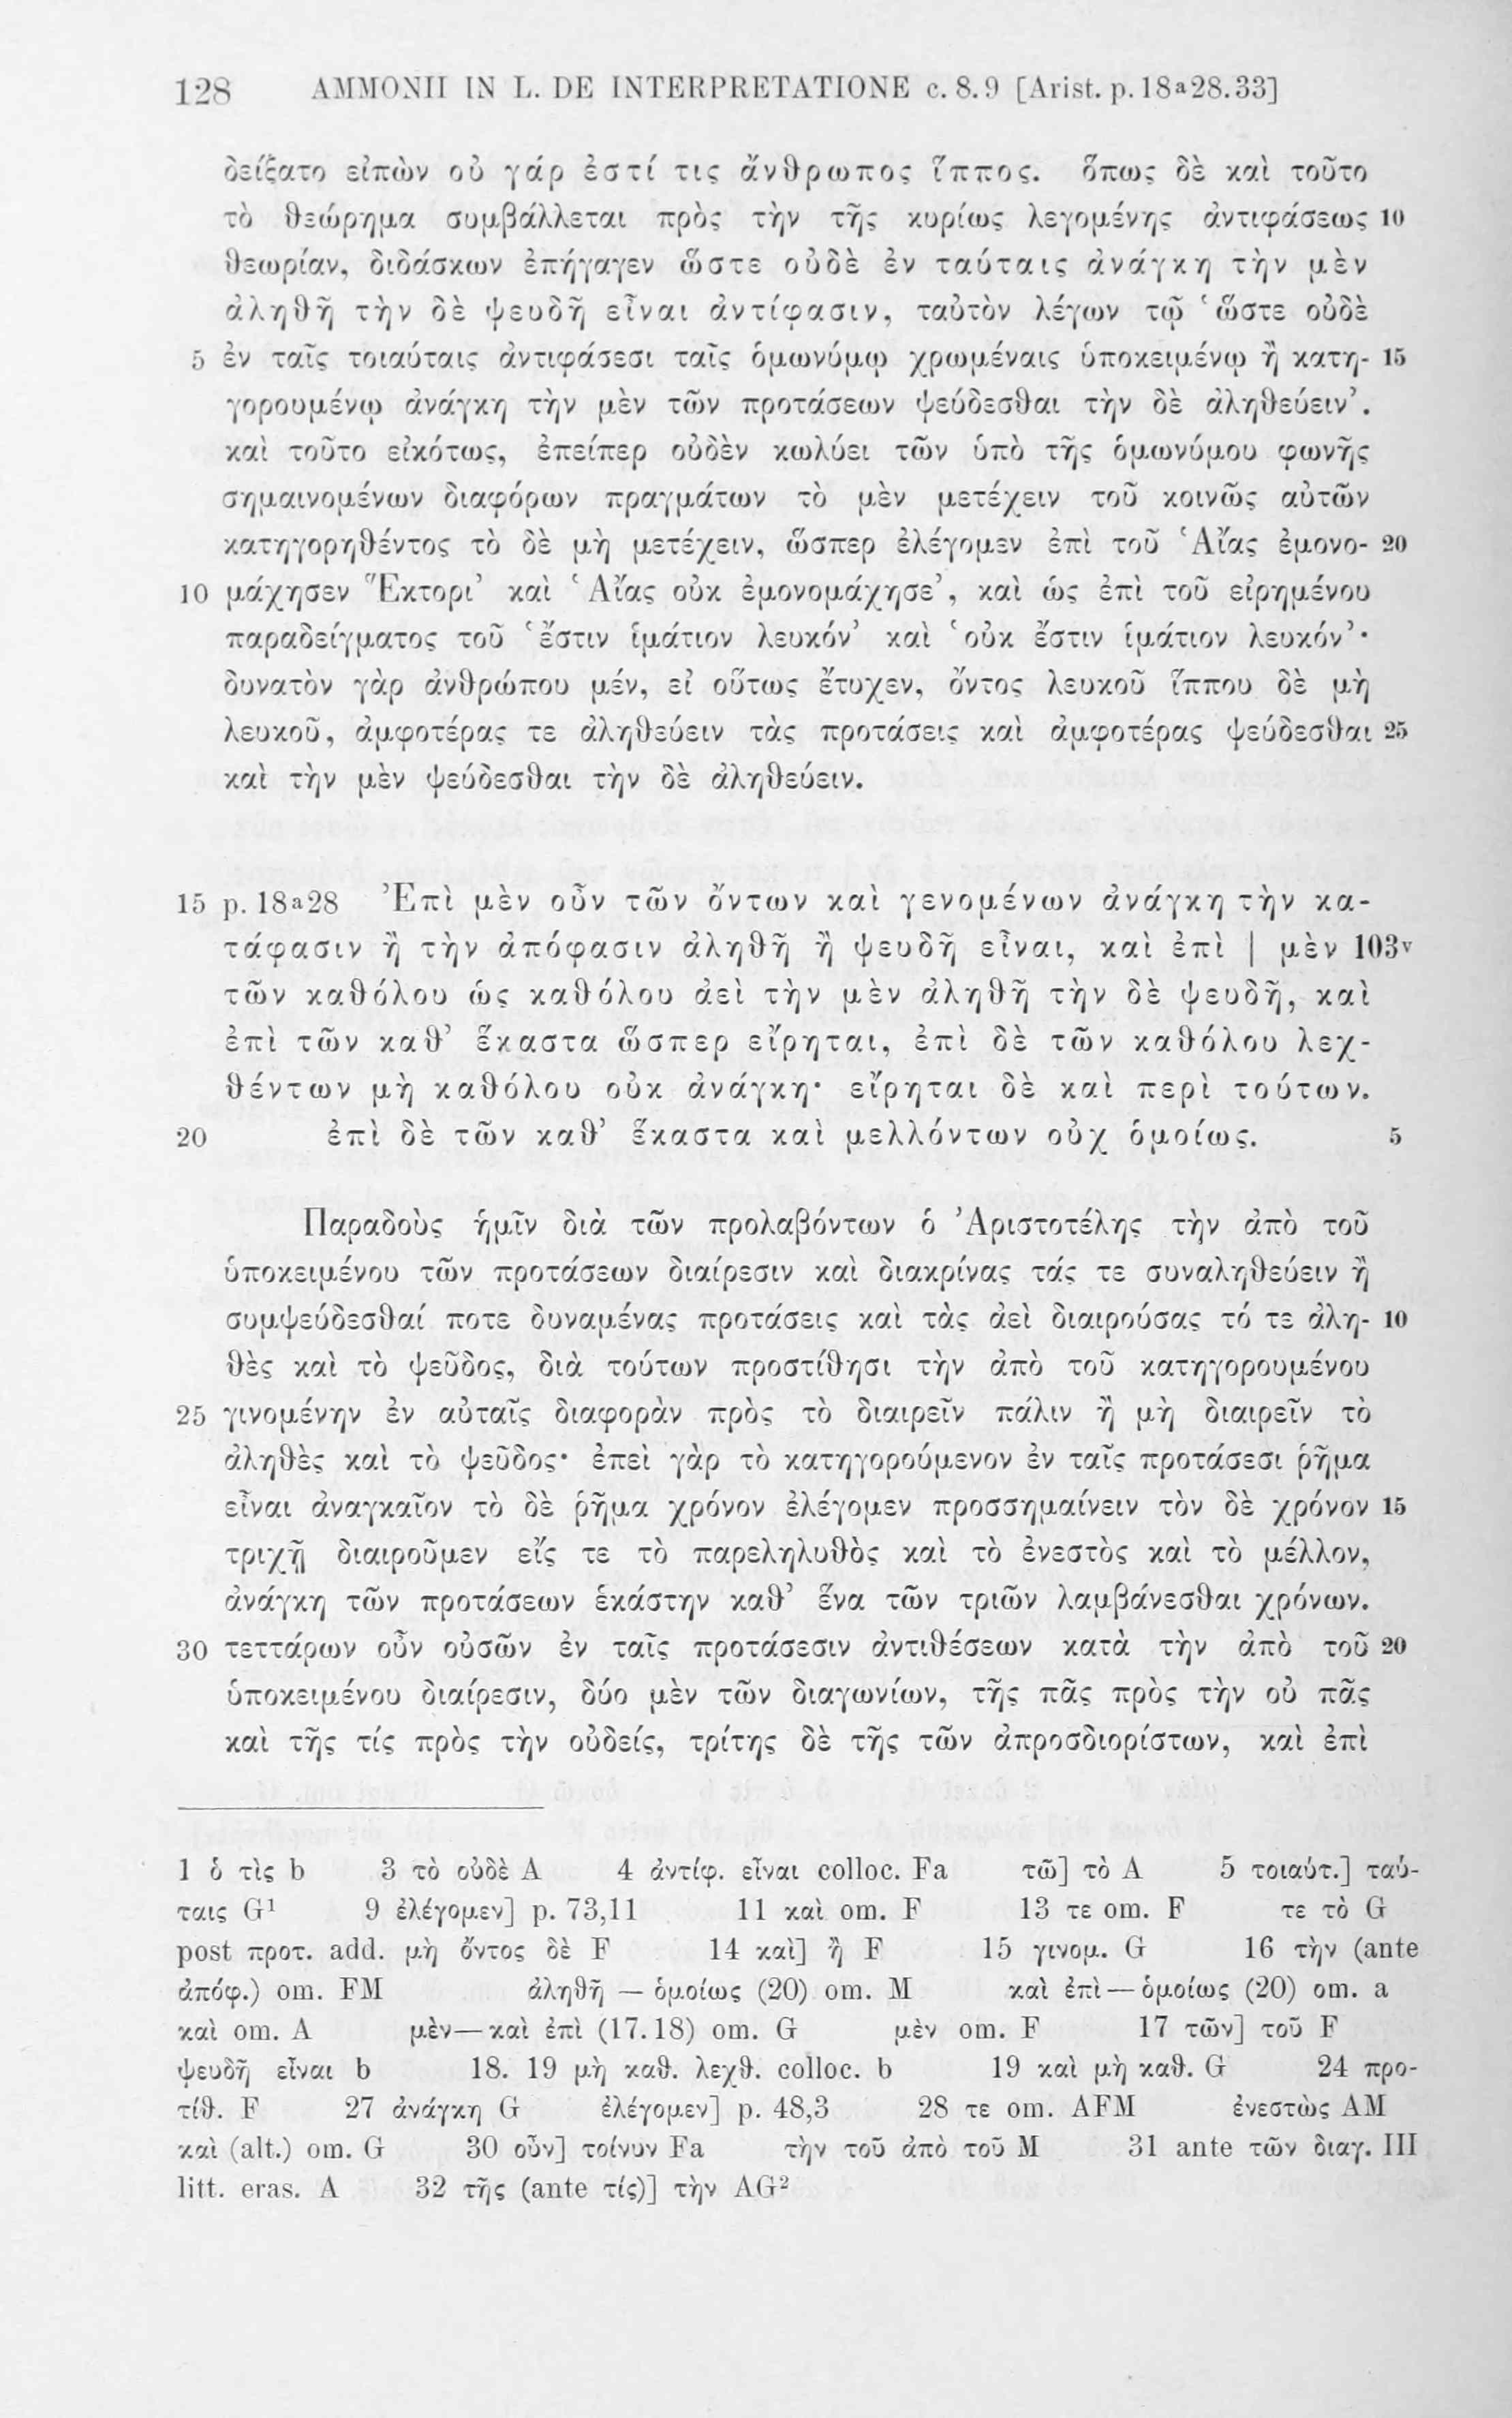 128 AMMONII IN L. DE INTERPRETATIONE c. 8. 9 [Arist. p. 18a28.33]
δείξατο εἰπὼν οὐ γάρ ἐστί τις ἄνθρωπος ἵππος. ὅπως δὲ καὶ τοῦτο
τὸ θεώρημα συμβάλλεται πρὸς τὴν τῆς κυρίως λεγομένης ἀντιφάσεως 10
θεωρίαν, διδάσκων ἐπήγαγεν ὥστε οὐδὲ ἐν ταύταις ἀνάγκη τὴν μὲν
ἀληθῆ τὴν δὲ ψευδῆ εἶναι ἀντίφασιν, ταὐτὸν λέγων τῷ ‘ὥστε οὐδὲ
5 ἐν ταῖς τοιαύταις ἀντιφάσεσι ταῖς ὁμωνύμῳ χρωμέναις ὑποκειμένῳ ἢ κατη- 15
γορουμένῳ ἀνάγκη τὴν μὲν τῶν προτάσεων ψεύδεσθαι τὴν δὲ ἀληθεύειν’.
καὶ τοῦτο εἰκότως, ἐπείπερ οὐδὲν κωλύει τῶν ὑπὸ τῆς ὁμωνύμου φωνῆς
σημαινομένων διαφόρων πραγμάτων τὸ μὲν μετέχειν τοῦ κοινῶς αὐτῶν
κατηγορηθέντος τὸ δὲ μὴ μετέχειν, ὥσπερ ἐλέγομεν ἐπὶ τοῦ ‘Αἴας ἐμονο- 20
10 μάχησεν Ἕκτορι’ καὶ ‘Αἴας οὐκ ἐμονομάχησε’, καὶ ὡς ἐπὶ τοῦ εἰρημένου
παραδείγματος τοῦ ‘ἔστιν ἱμάτιον λευκόν’ καὶ ‘οὐκ ἔστιν ἱμάτιον λευκόν’·
δυνατὸν γὰρ ἀνθρώπου μέν, εἰ οὕτως ἔτυχεν, ὄντος λευκοῦ ἵππου δὲ μὴ
λευκοῦ, ἀμφοτέρας τε ἀληθεύειν τὰς προτάσεις καὶ ἀμφοτέρας ψεύδεσθαι 25
καὶ τὴν μὲν ψεύδεσθαι τὴν δὲ ἀληθεύειν.
15 p. 18a28 Ἐπὶ μὲν οὖν τῶν ὄντων καὶ γενομένων ἀνάγκη τὴν κα-
τάφασιν ἢ τὴν ἀπόφασιν ἀληθῆ ἢ ψευδῆ εἶναι, καὶ ἐπὶ | μὲν 103v
τῶν καθόλου ὡς καθόλου ἀεὶ τὴν μὲν ἀληθῆ τὴν δὲ ψευδῆ, καὶ
ἐπὶ τῶν καθ’ ἕκαστα ὥσπερ εἴρηται, ἐπὶ δὲ τῶν καθόλου λεχ-
θέντων μὴ καθόλου οὐκ ἀνάγκη· εἴρηται δὲ καὶ περὶ τούτων.
20 ἐπὶ δὲ τῶν καθ’ ἕκαστα καὶ μελλόντων οὐχ ὁμοίως. 5
Παραδοὺς ἡμῖν διὰ τῶν προλαβόντων ὁ Ἀριστοτέλης τὴν ἀπὸ τοῦ
ὑποκειμένου τῶν προτάσεων διαίρεσιν καὶ διακρίνας τάς τε συναληθεύειν ἢ
συμψεύδεσθαί ποτε δυναμένας προτάσεις καὶ τὰς ἀεὶ διαιρούσας τό τε ἀλη- 10
θὲς καὶ τὸ ψεῦδος, διὰ τούτων προστίθησι τὴν ἀπὸ τοῦ κατηγορουμένου
25 γινομένην ἐν αὐταῖς διαφορὰν πρὸς τὸ διαιρεῖν πάλιν ἢ μὴ διαιρεῖν τὸ
ἀληθὲς καὶ τὸ ψεῦδος· ἐπεὶ γὰρ τὸ κατηγορούμενον ἐν ταῖς προτάσεσι ῥῆμα
εἶναι ἀναγκαῖον τὸ δὲ ῥῆμα χρόνον ἐλέγομεν προσσημαίνειν τὸν δὲ χρόνον 15
τριχῇ διαιροῦμεν εἴς τε τὸ παρεληλυθὸς καὶ τὸ ἐνεστὸς καὶ τὸ μέλλον,
ἀνάγκη τῶν προτάσεων ἑκάστην καθ’ ἕνα τῶν τριῶν λαμβάνεσθαι χρόνων.
30 τεττάρων οὖν οὐσῶν ἐν ταῖς προτάσεσιν ἀντιθέσεων κατὰ τὴν ἀπὸ τοῦ 20
ὑποκειμένου διαίρεσιν, δύο μὲν τῶν διαγωνίων, τῆς πᾶς πρὸς τὴν οὐ πᾶς
καὶ τῆς τίς πρὸς τὴν οὐδείς, τρίτης δὲ τῆς τῶν ἀπροσδιορίστων, καὶ ἐπὶ
1 ὁ τὶς b 3 τὸ οὐδὲ A 4 ἀντίφ. εἶναι colloc. Fa τῶ] τὸ A 5 τοιαύτ.] ταύ-
ταις G1 9 ἐλέγομεν] p. 73,11 11 καὶ om. F 13 τε om. F τε τὸ G
post προτ. add. μὴ ὄντος δὲ F 14 καὶ] ἢ F 15 γινομ. G 16 τὴν (ante
ἀπόφ.) om. FM ἀληθῆ — ὁμοίως (20) om. M καὶ ἐπὶ — ὁμοίως (20) om. a
καὶ om. A μὲν — καὶ ἐπὶ (17.18) om. G μὲν om. F 17 τῶν] τοῦ F
ψευδῆ εἶναι b 18. 19 μὴ καθ. λεχθ. colloc. b 19 καὶ μὴ καθ. G 24 προ-
τίθ. F 27 ἀνάγκη G ἐλέγομεν] p. 48,3 28 τε om. AFM ἐνεστὼς AM
καὶ (alt.) om. G 30 οὖν] τοίνυν Fa τὴν τοῦ ἀπὸ τοῦ M 31 ante τῶν διαγ. III
litt. eras. A 32 τῆς (ante τίς)] τὴν AG2